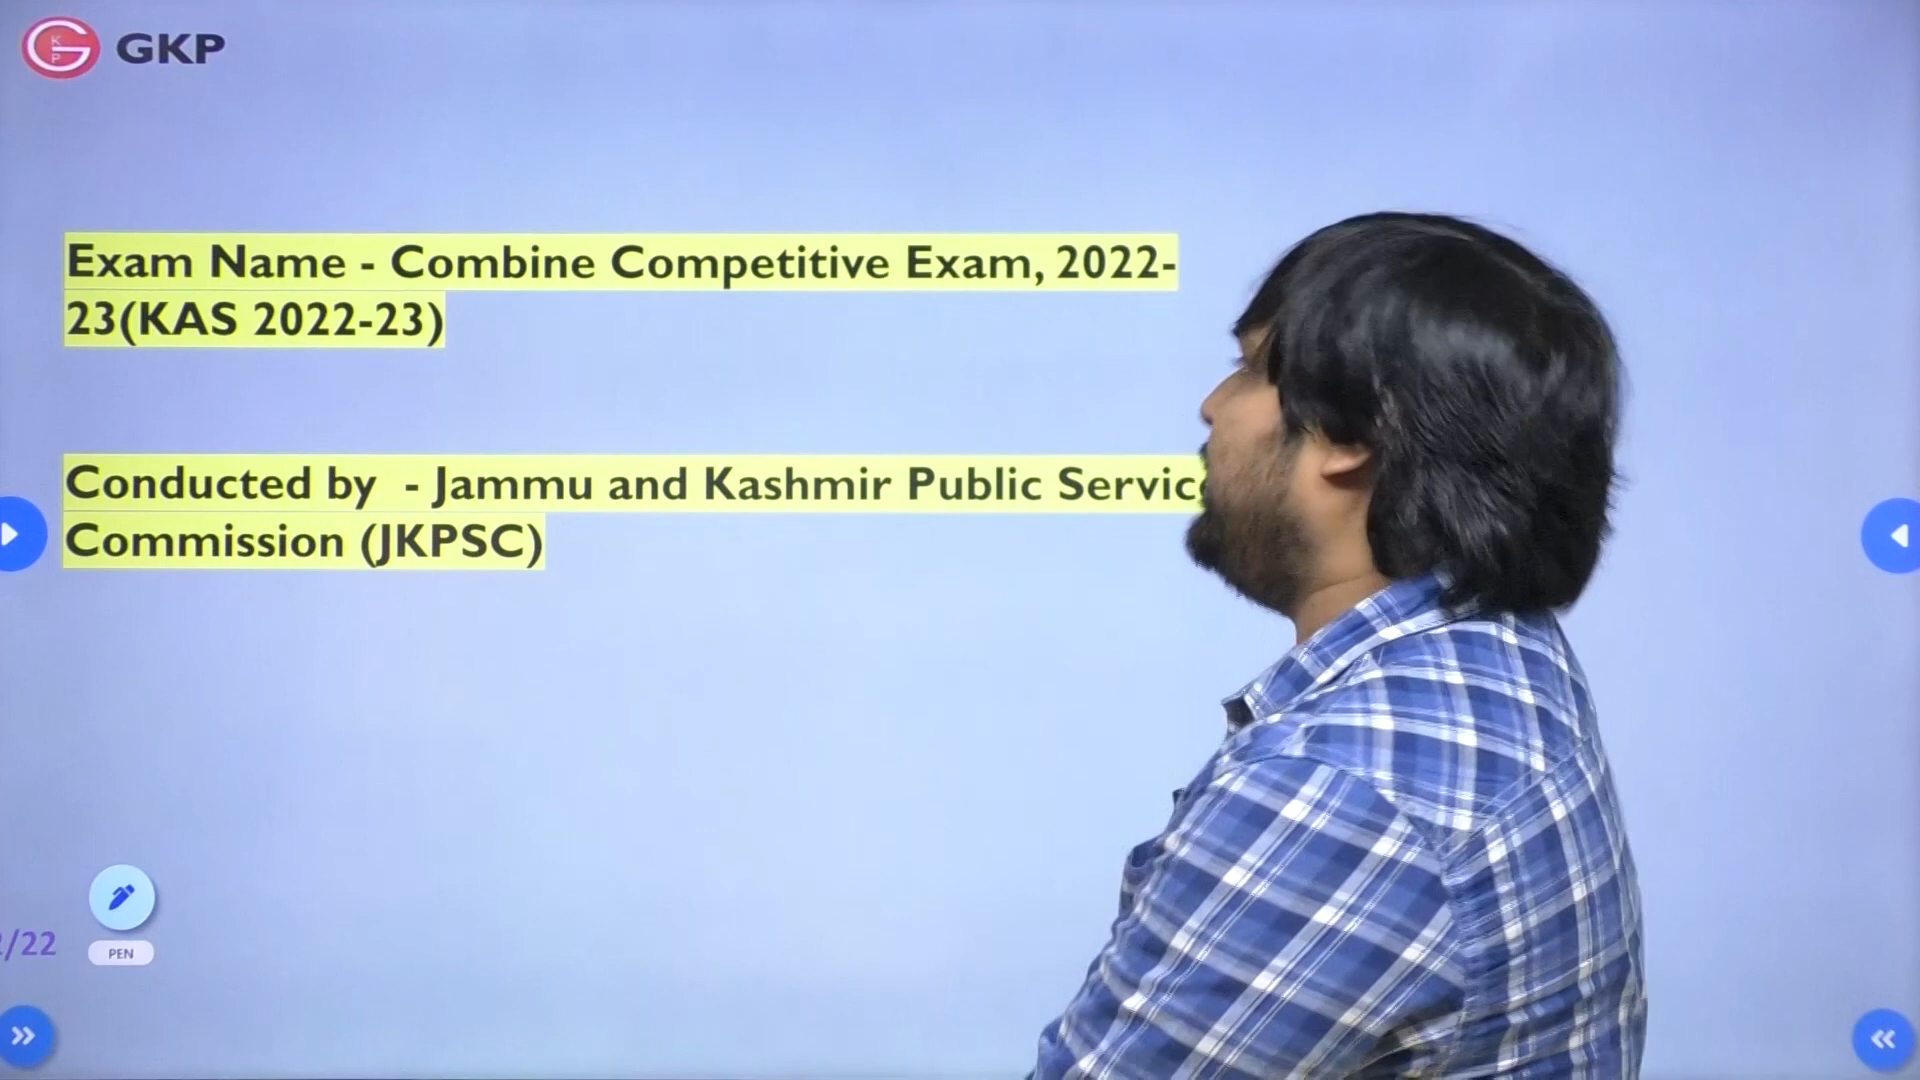 GKP
Exam Name - Combine Competitive Exam, 2022-
23(KAS 2022-23)
Conducted by - Jammu and Kashmir Public Service
Commission (JKPSC)
/22
PEN